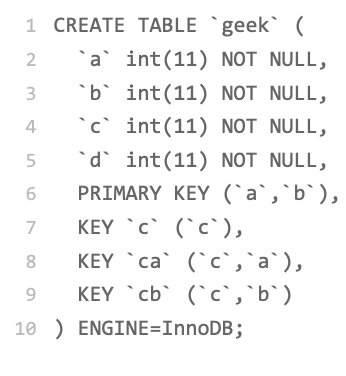 1 CREATE TABLE `geek` (
2 `a` int(11) NOT NULL,
3 `b` int(11) NOT NULL,
4 `c` int(11) NOT NULL,
5 `d` int(11) NOT NULL,
6 PRIMARY KEY (`a`,`b`),
7 KEY `c` (`c`),
8 KEY `ca` (`c`,`a`),
9 KEY `cb` (`c`,`b`)
10 ) ENGINE=InnoDB;